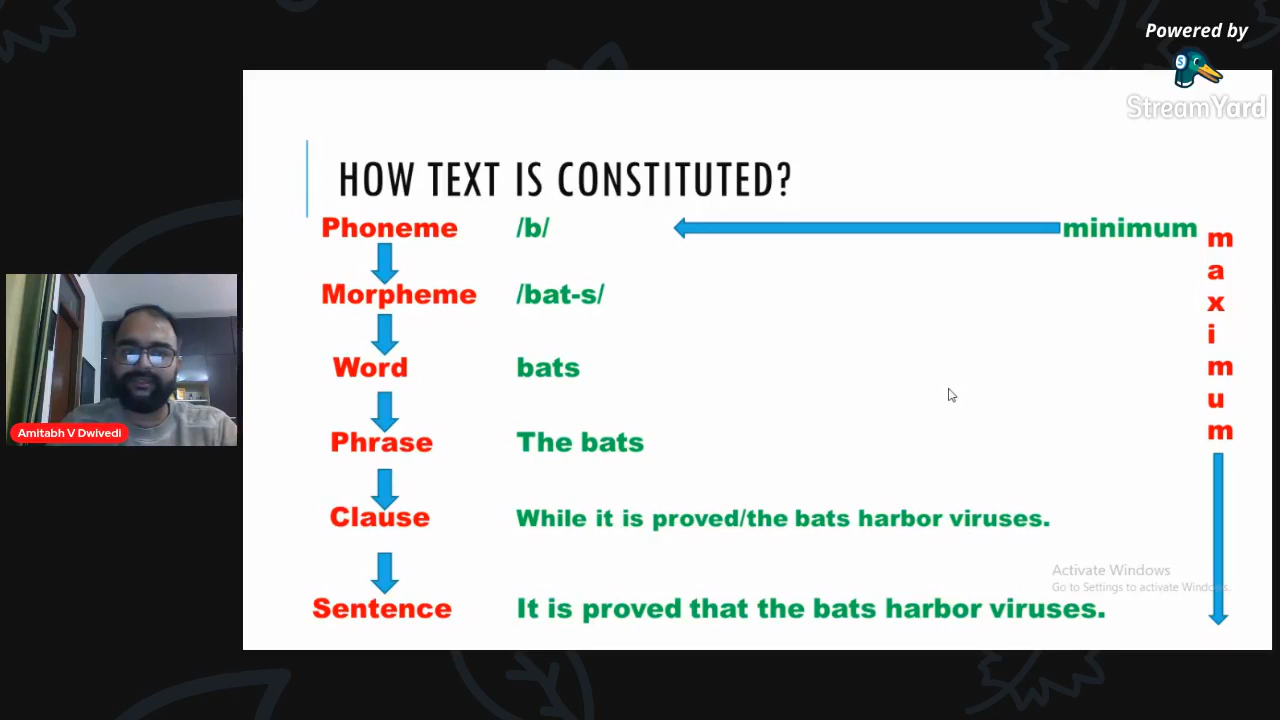 Powered by
StreamYard
HOW TEXT IS CONSTITUTED?
Phoneme /b/ minimum
maximum
Morpheme /bat-s/
Word bats
Phrase The bats
Clause While it is proved/the bats harbor viruses.
Sentence It is proved that the bats harbor viruses.
Activate Windows
Go to Settings to activate Windows.
Amitabh V Dwivedi